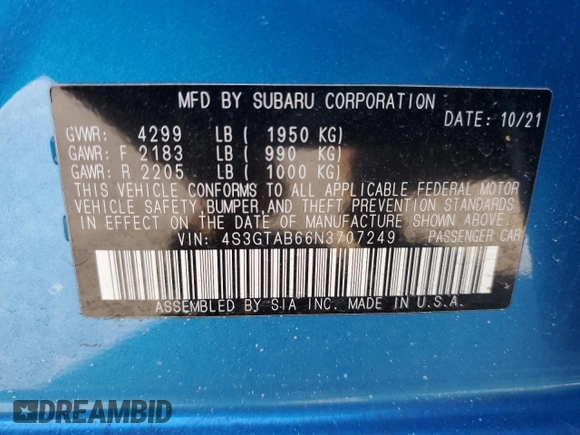 MFD BY SUBARU CORPORATION
DATE: 10/21
GVWR: 4299 LB ( 1950 KG)
GAWR: F 2183 LB ( 990 KG)
GAWR: R 2205 LB ( 1000 KG)
THIS VEHICLE CONFORMS TO ALL APPLICABLE FEDERAL MOTOR
VEHICLE SAFETY, BUMPER, AND THEFT PREVENTION STANDARDS
IN EFFECT ON THE DATE OF MANUFACTURE SHOWN ABOVE.
VIN: 4S3GTAB66N3707249 PASSENGER CAR
ASSEMBLED BY SIA INC. MADE IN U.S.A.
DREAMBID